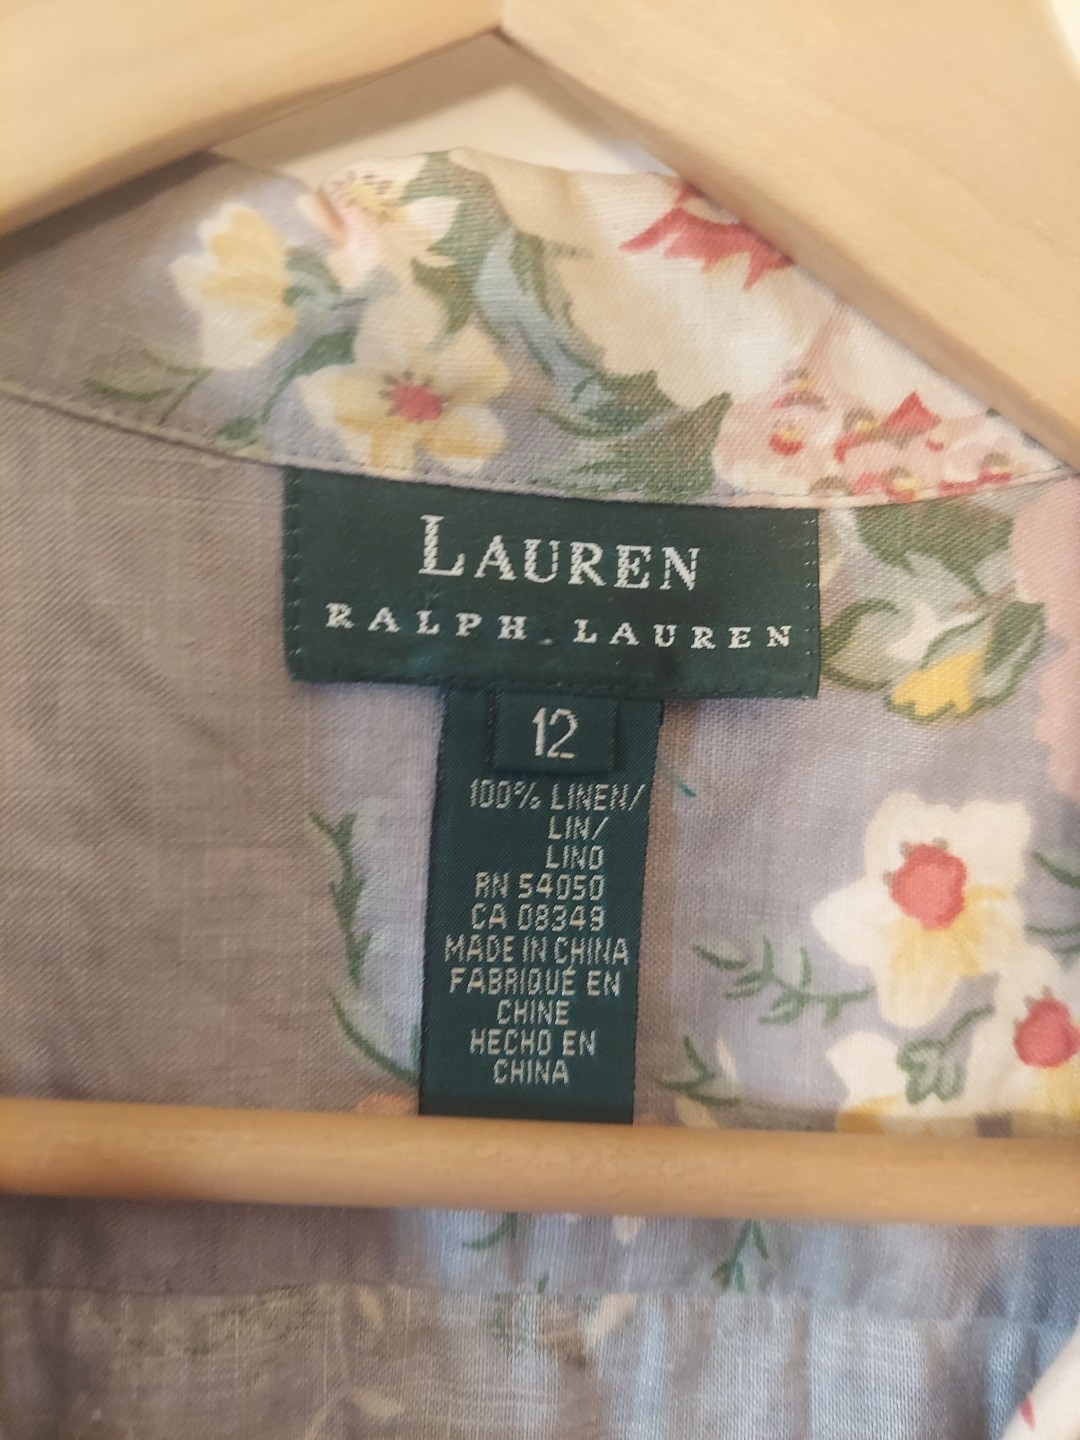 LAUREN
RALPH LAUREN
12
100% LINEN/
LIN/
LINO
RN 54050
CA 08349
MADE IN CHINA
FABRIQUÉ EN
CHINE
HECHO EN
CHINA